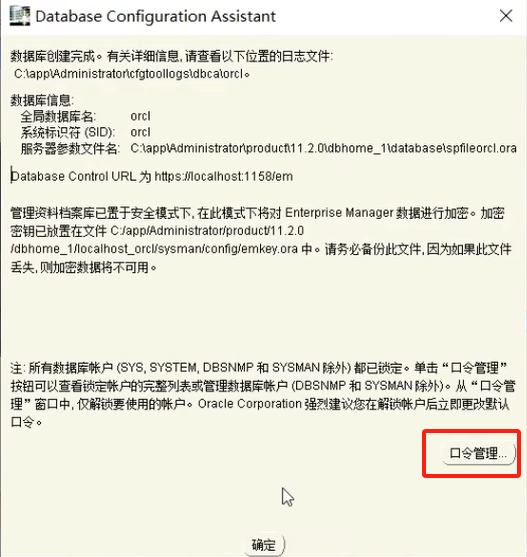 Database Configuration Assistant
数据库创建完成。有关详细信息, 请查看以下位置的日志文件:
C:\app\Administrator\cfgtoollogs\dbca\orcl。
数据库信息:
全局数据库名: orcl
系统标识符 (SID): orcl
服务器参数文件名: C:\app\Administrator\product\11.2.0\dbhome_1\database\spfileorcl.ora
Database Control URL 为 https://localhost:1158/em
管理资料档案库已置于安全模式下, 在此模式下将对 Enterprise Manager 数据进行加密。加密
密钥已放置在文件 C:/app/Administrator/product/11.2.0
/dbhome_1/localhost_orcl/sysman/config/emkey.ora 中。请务必备份此文件, 因为如果此文件
丢失, 则加密数据将不可用。
注: 所有数据库帐户 (SYS, SYSTEM, DBSNMP 和 SYSMAN 除外) 都已锁定。单击“口令管理”
按钮可以查看锁定帐户的完整列表或管理数据库帐户 (DBSNMP 和 SYSMAN 除外)。从“口令管
理”窗口中, 仅解锁要使用的帐户。Oracle Corporation 强烈建议您在解锁帐户后立即更改默认
口令。
口令管理...
确定